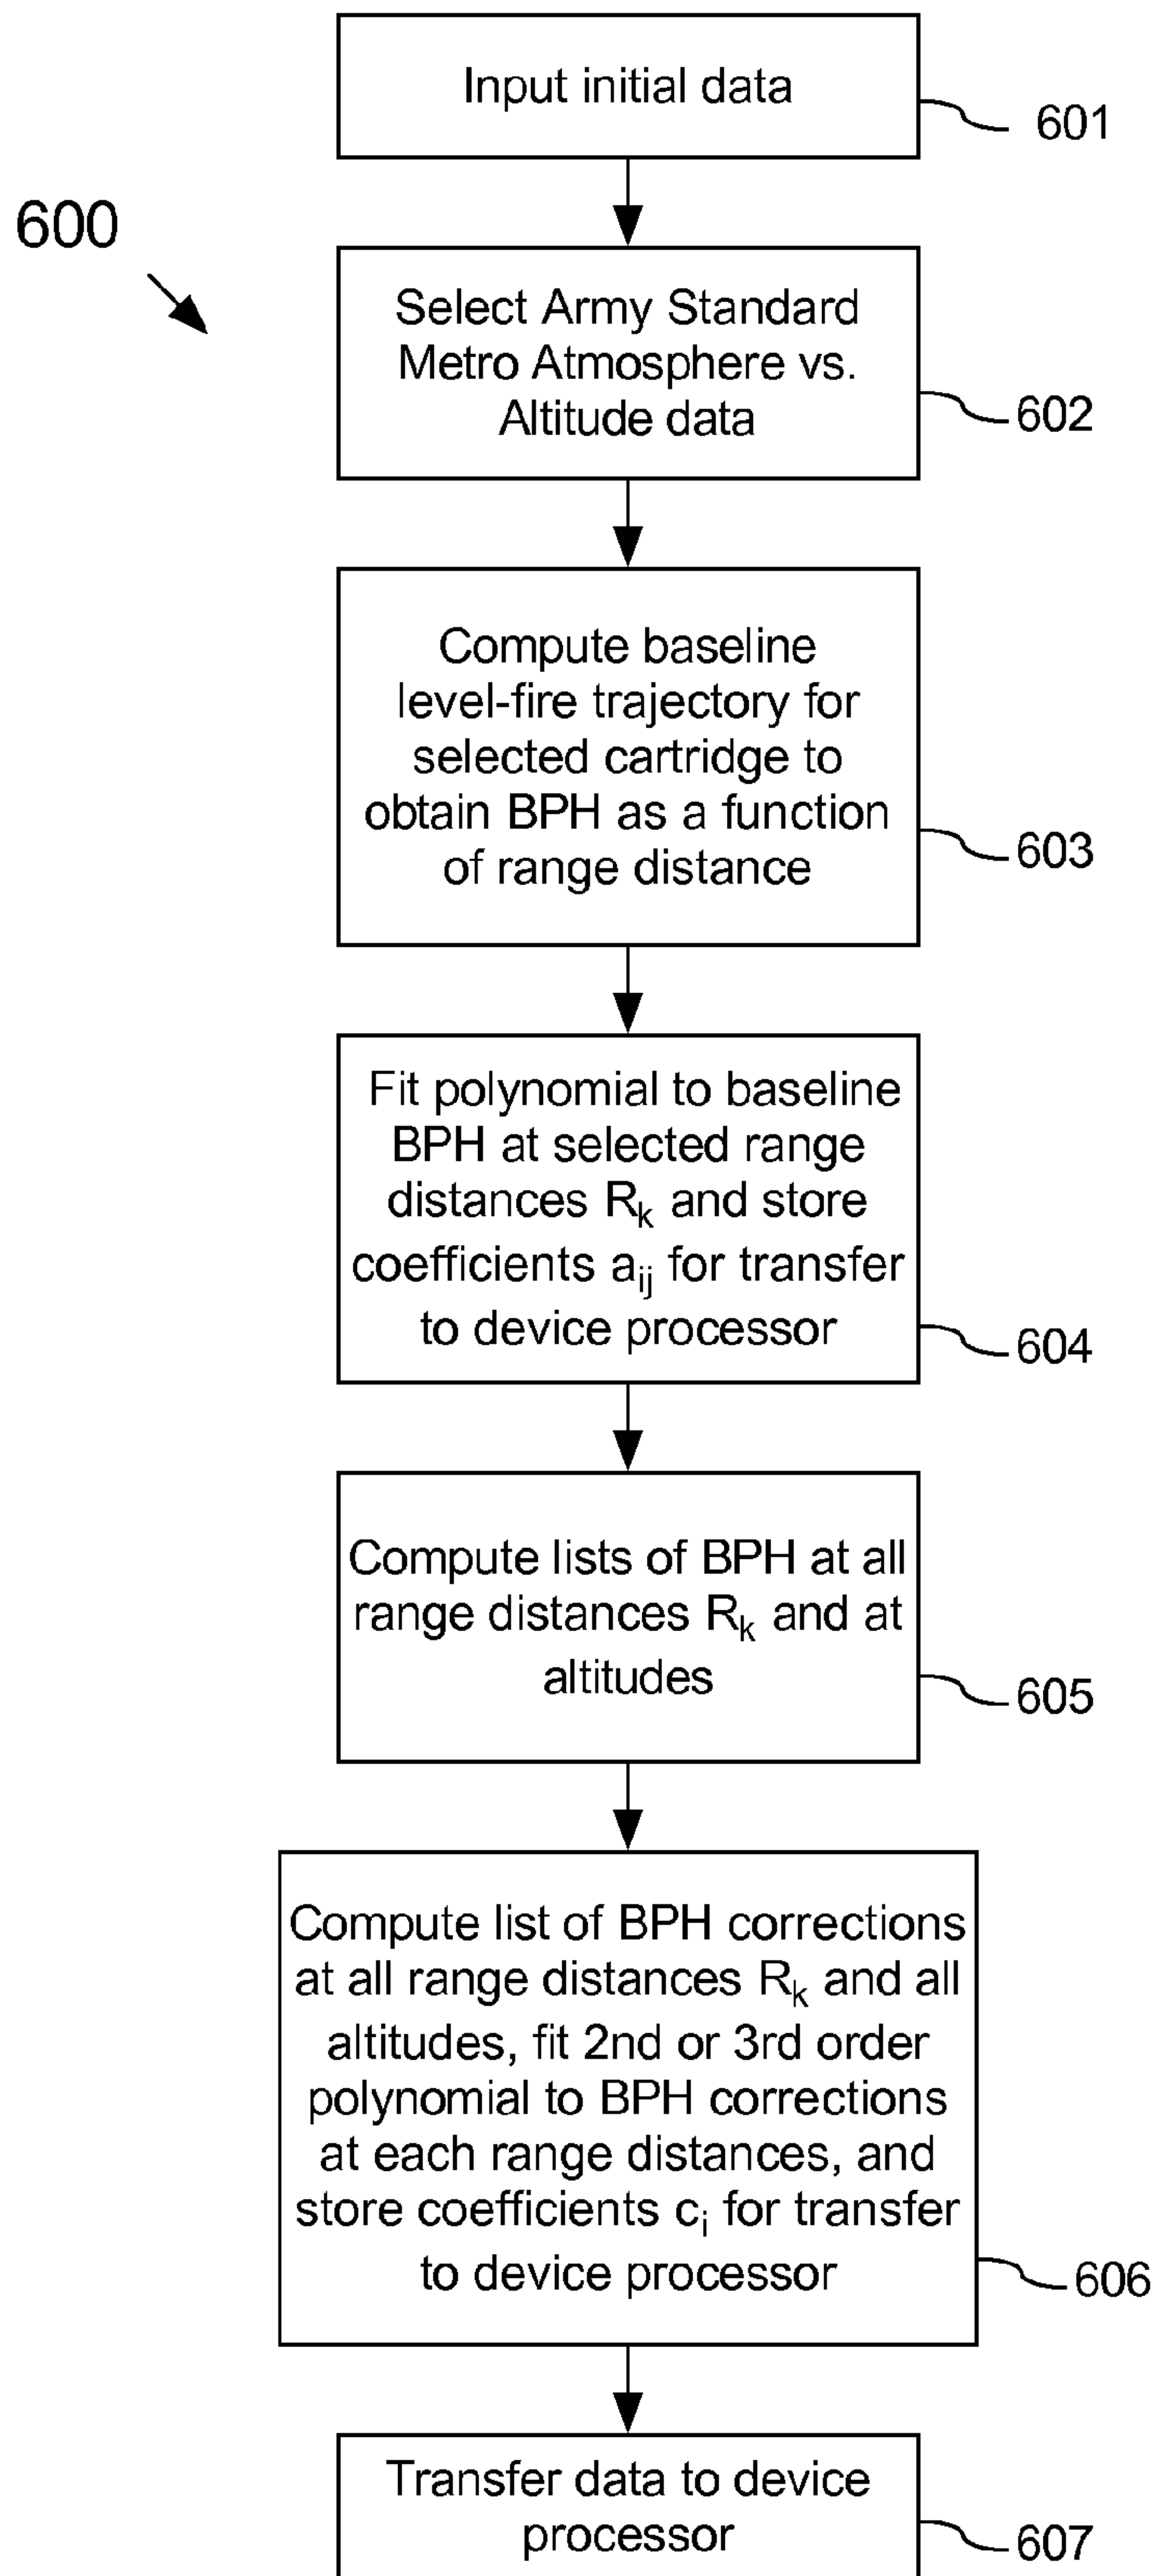 Input initial data
601
600
Select Army Standard
Metro Atmosphere vs.
Altitude data
602
Compute baseline
level-fire trajectory for
selected cartridge to
obtain BPH as a function
of range distance
603
Fit polynomial to baseline
BPH at selected range
distances Rk and store
coefficients aij for transfer
to device processor
604
Compute lists of BPH at all
range distances Rk and at
altitudes
605
Compute list of BPH corrections
at all range distances Rk and all
altitudes, fit 2nd or 3rd order
polynomial to BPH corrections
at each range distances, and
store coefficients ci for transfer
to device processor
606
Transfer data to device
processor
607